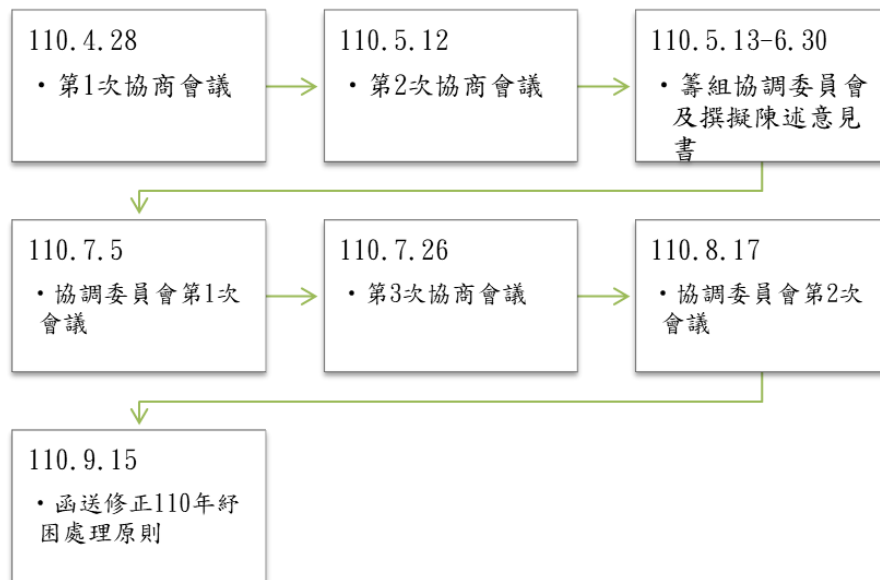 110.4.28
・第1次協商會議
110.5.12
・第2次協商會議
110.5.13-6.30
・籌組協調委員會
及撰擬陳述意見
書
110.7.5
・協調委員會第1次
會議
110.7.26
・第3次協商會議
110.8.17
・協調委員會第2次
會議
110.9.15
・函送修正110年紓
困處理原則